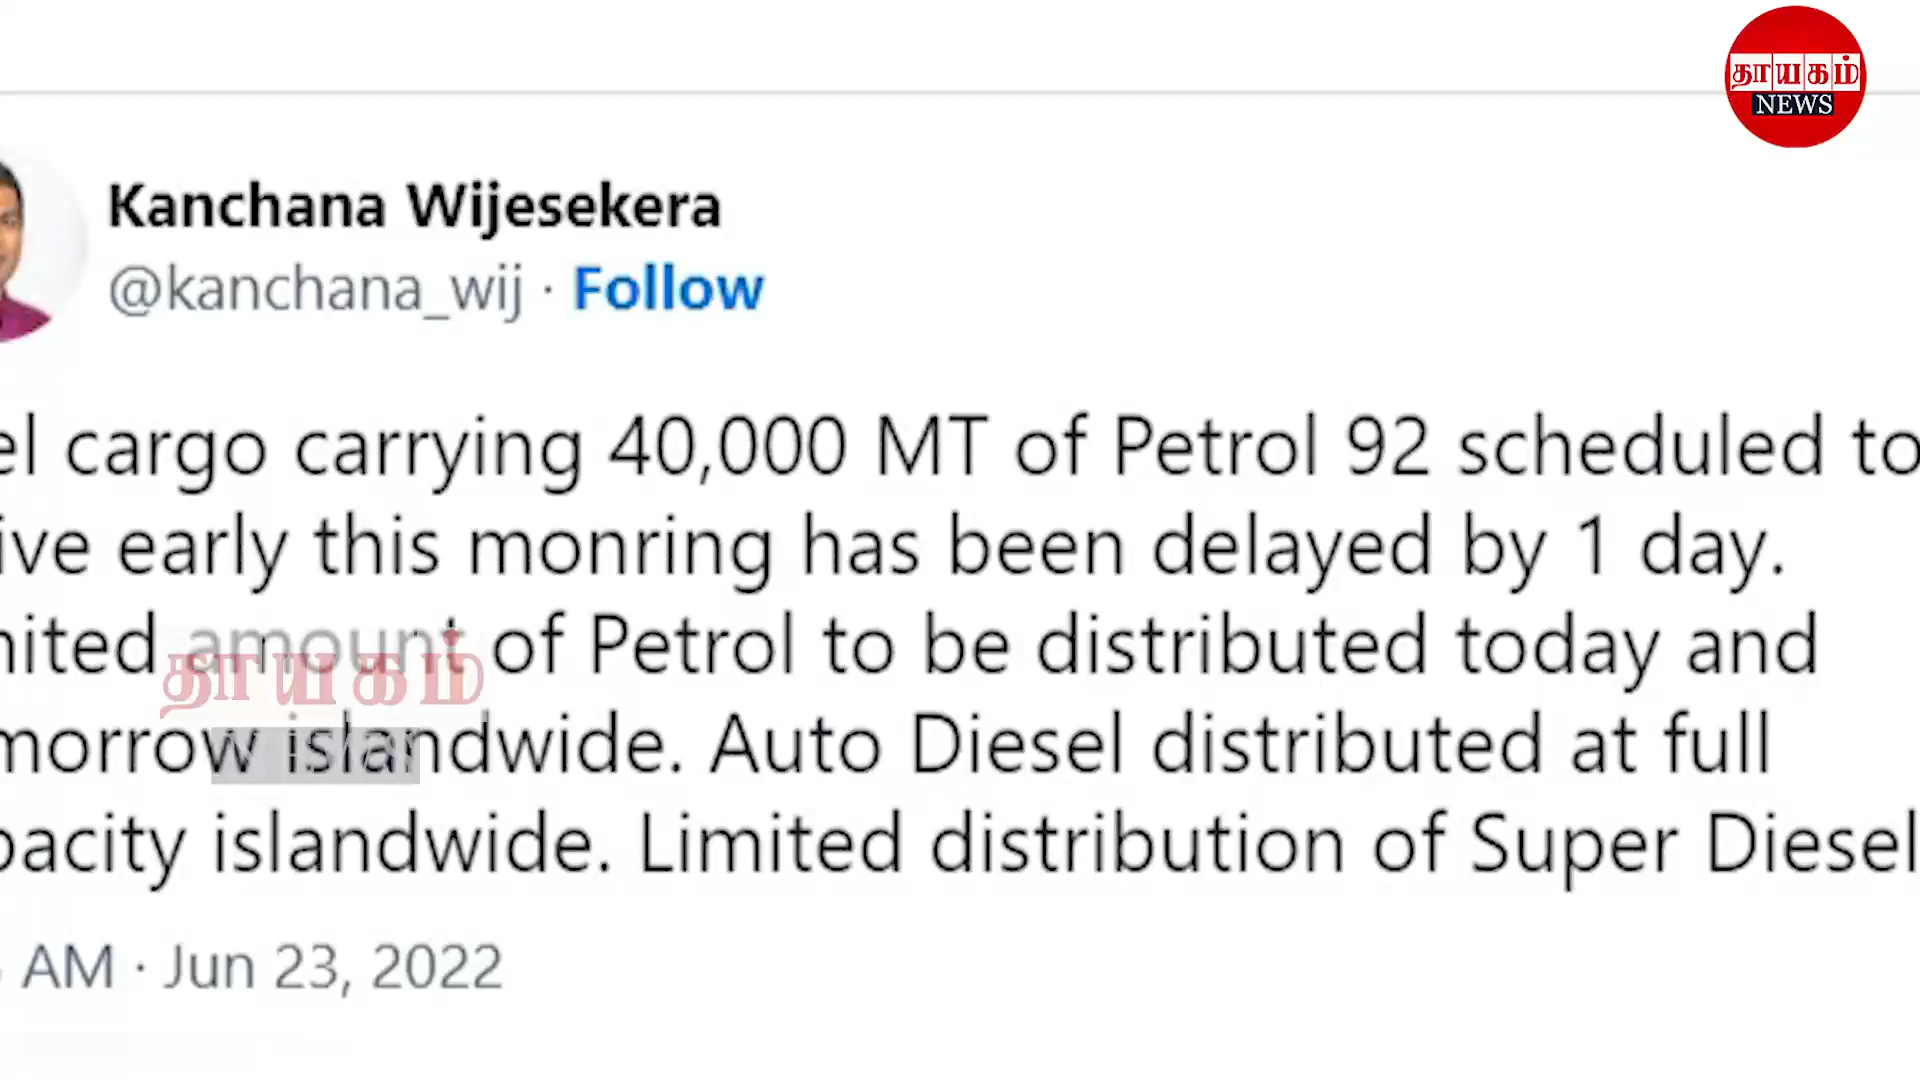 தாயகம்
NEWS
Kanchana Wijesekera
@kanchana_wij · Follow
el cargo carrying 40,000 MT of Petrol 92 scheduled to
ive early this monring has been delayed by 1 day.
nited amount of Petrol to be distributed today and
morrow islandwide. Auto Diesel distributed at full
pacity islandwide. Limited distribution of Super Diesel
தாயகம்
NEWS
AM · Jun 23, 2022